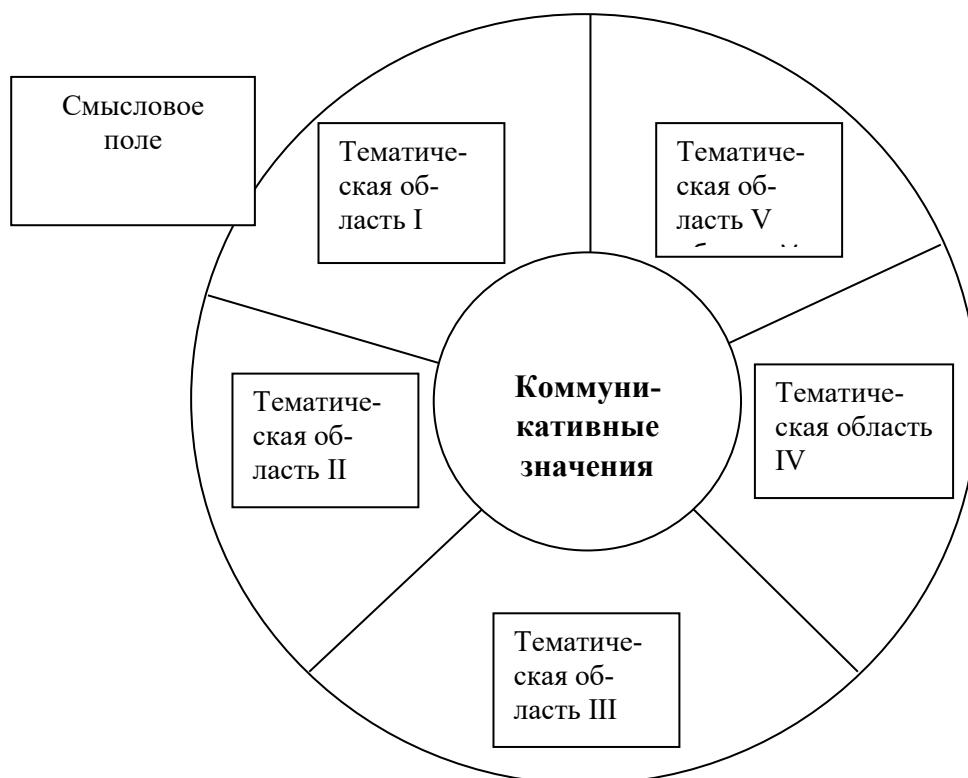 Смысловое
поле
Тематиче-
ская об-
ласть I
Тематиче-
ская об-
ласть V
Тематиче-
ская об-
ласть II
Коммуни-
кативные
значения
Тематиче-
ская область
IV
Тематиче-
ская об-
ласть III